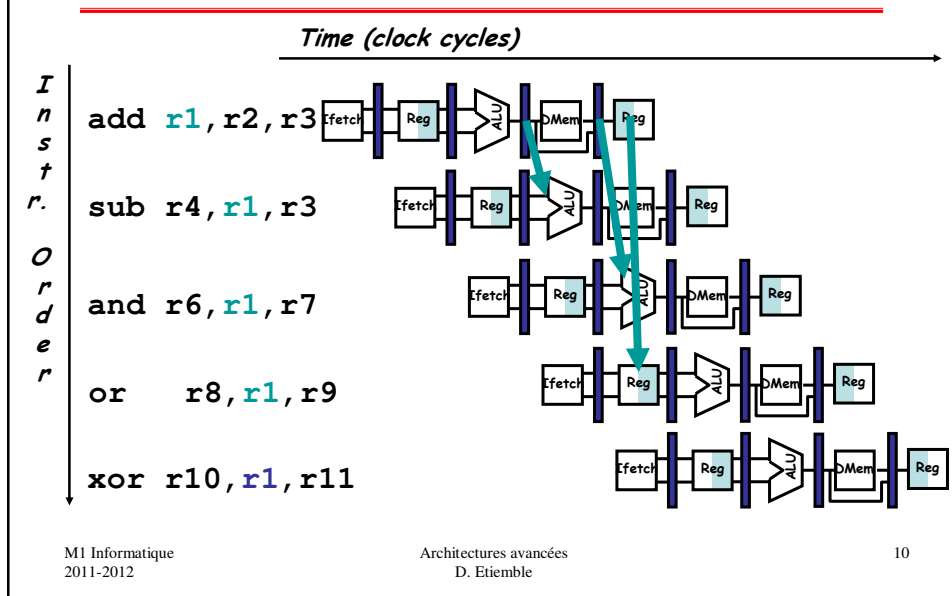 Time (clock cycles)
Instr. Order
add r1,r2,r3
Ifetch Reg ALU DMem Reg
sub r4,r1,r3
Ifetch Reg ALU DMem Reg
and r6,r1,r7
Ifetch Reg ALU DMem Reg
or r8,r1,r9
Ifetch Reg ALU DMem Reg
xor r10,r1,r11
Ifetch Reg ALU DMem Reg
M1 Informatique
2011-2012
Architectures avancées
D. Etiemble
10